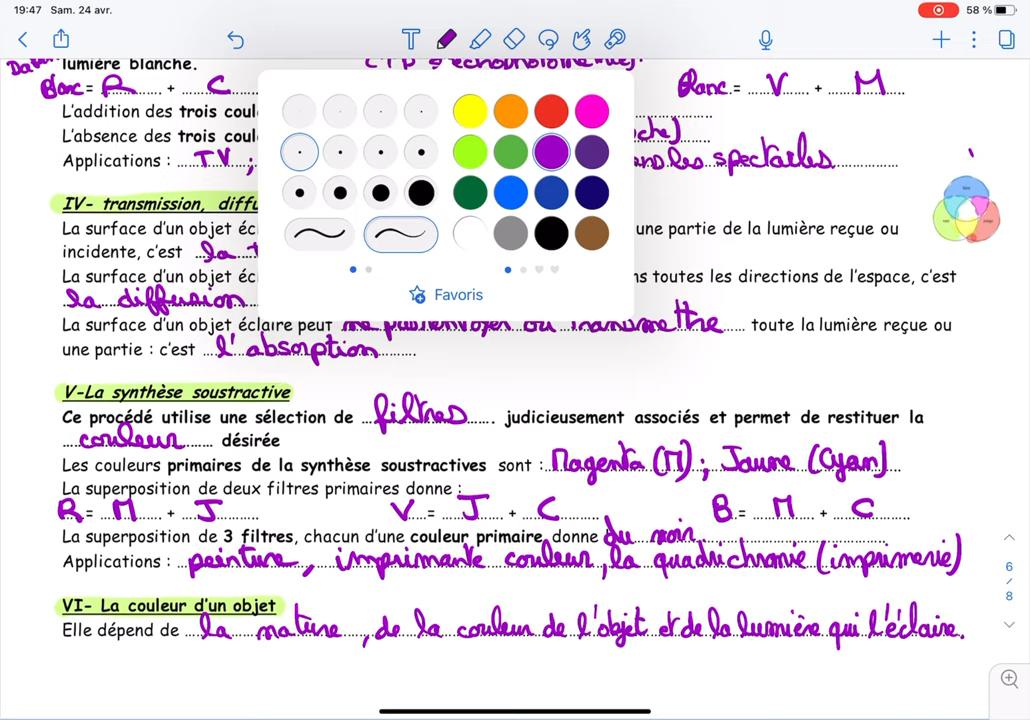 19:47 Sam. 24 avr. 58 %
T
lumière blanche.
Blanc = R + C Blanc = V + M
L'addition des trois coul
L'absence des trois coul
Applications : TV ; les spectacles
IV- transmission, diffu
La surface d'un objet éc une partie de la lumière reçue ou
incidente, c'est la
La surface d'un objet éc ns toutes les directions de l'espace, c'est
la diffusion
La surface d'un objet éclaire peut ou transmettre toute la lumière reçue ou
une partie : c'est l'absorption
Favoris
V-La synthèse soustractive
Ce procédé utilise une sélection de filtres. judicieusement associés et permet de restituer la
couleur désirée
Les couleurs primaires de la synthèse soustractives sont : Magenta (M) ; Jaune (Cyan)
La superposition de deux filtres primaires donne :
R = M + J V = J + C B = M + C
La superposition de 3 filtres, chacun d'une couleur primaire, donne du noir
Applications : peinture, imprimante couleur, la quadrichromie (imprimerie)
VI- La couleur d'un objet
Elle dépend de la nature, de la couleur de l'objet et de la lumière qui l'éclaire.
6
/
8